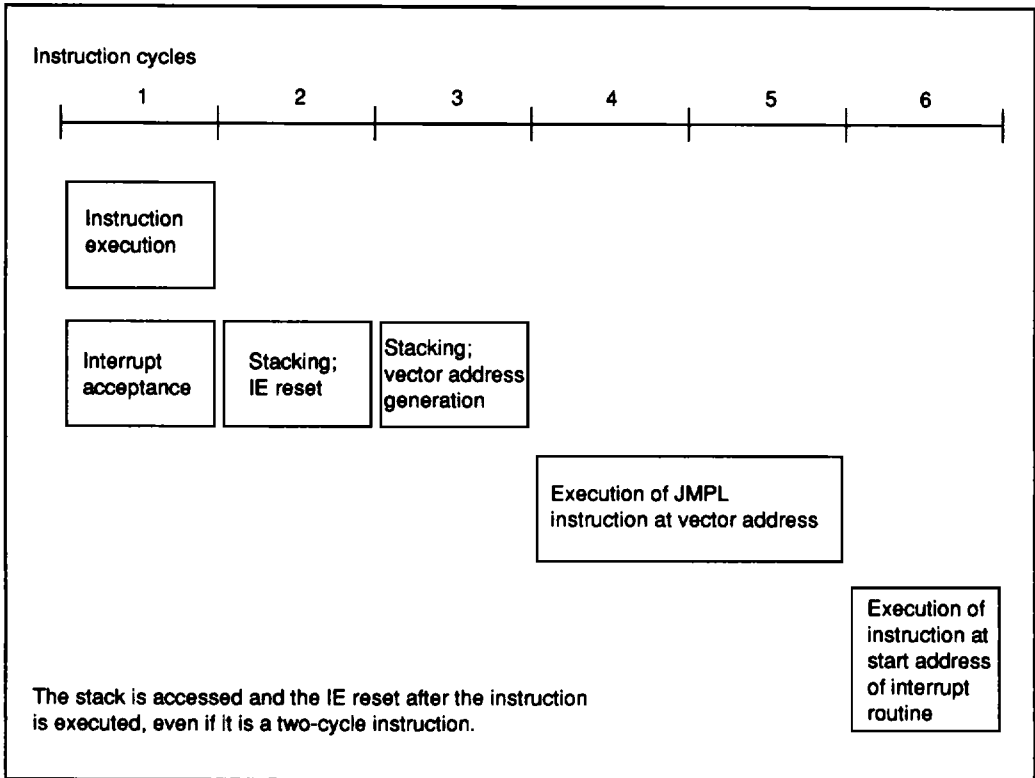 Instruction cycles
1 2 3 4 5 6
Instruction
execution
Interrupt
acceptance
Stacking;
IE reset
Stacking;
vector address
generation
Execution of JMPL
instruction at vector address
Execution of
instruction at
start address
of interrupt
routine
The stack is accessed and the IE reset after the instruction
is executed, even if it is a two-cycle instruction.